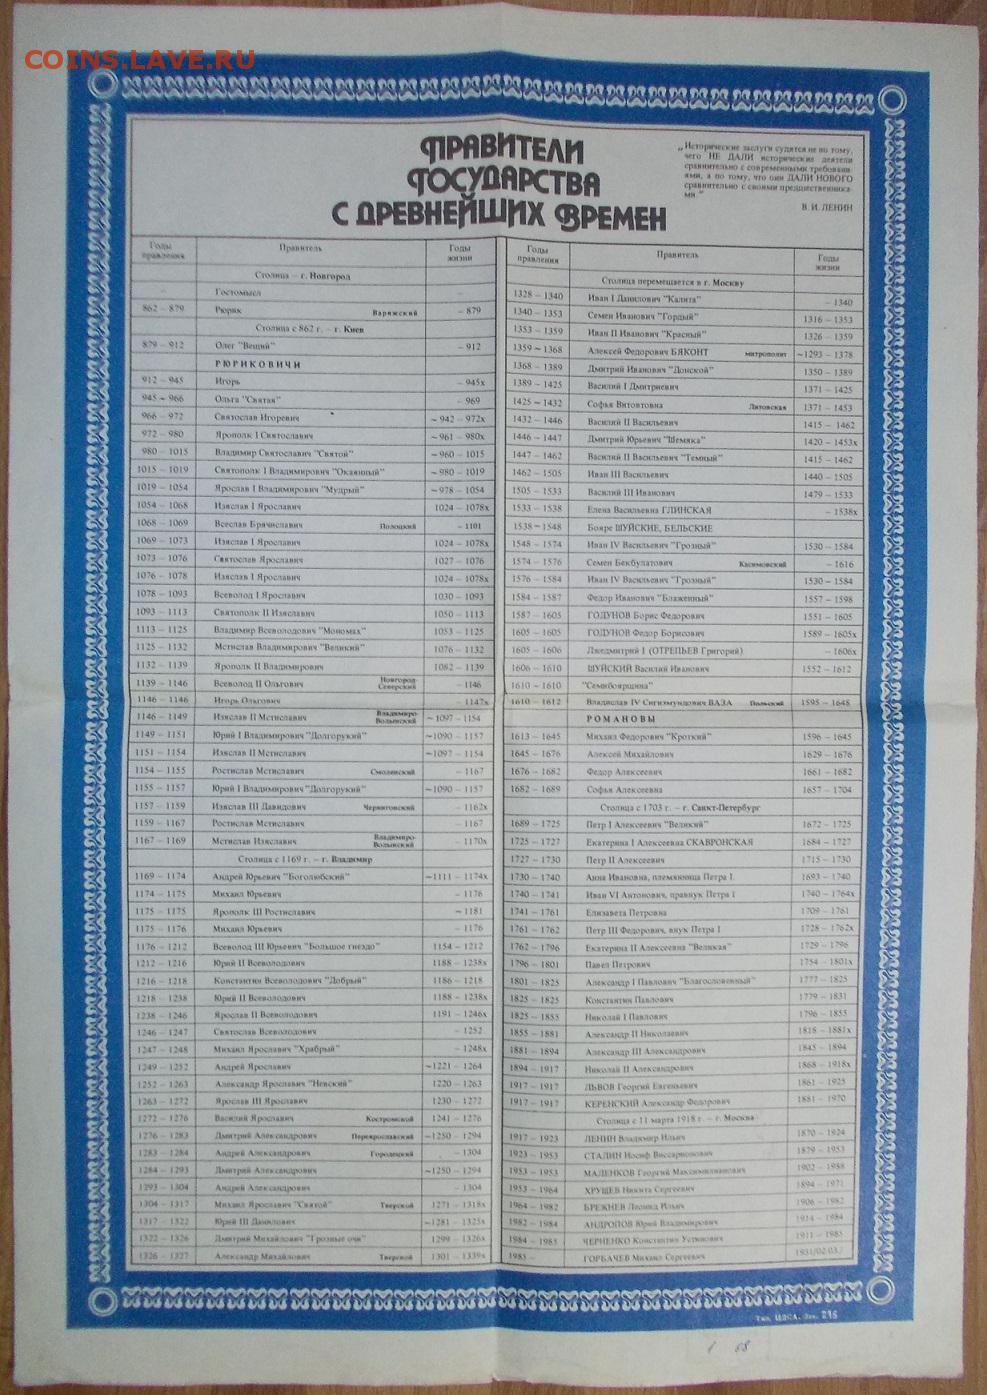 COINS.LAVE.RU
ПРАВИТЕЛИ
ГОСУДАРСТВА
С ДРЕВНЕЙШИХ ВРЕМЕН
„Исторические заслуги судятся не по тому,
чего НЕ ДАЛИ исторические деятели
сравнительно с современными требовани-
ями, а по тому, что они ДАЛИ НОВОГО
сравнительно с своими предшественника-
ми."
В. И. ЛЕНИН
Годы правления Правитель Годы жизни
Столица – г. Новгород
– Гостомысл –
862 – 879 Рюрик Варяжский – 879
Столица с 862 г. – г. Киев
879 – 912 Олег "Вещий" – 912
РЮРИКОВИЧИ
912 – 945 Игорь – 945х
945 – 966 Ольга "Святая" – 969
966 – 972 Святослав Игоревич ~ 942 – 972х
972 – 980 Ярополк I Святославич ~ 961 – 980х
980 – 1015 Владимир Святославич "Святой" ~ 960 – 1015
1015 – 1019 Святополк I Владимирович "Окаянный" ~ 980 – 1019
1019 – 1054 Ярослав I Владимирович "Мудрый" ~ 978 – 1054
1054 – 1068 Изяслав I Ярославич 1024 – 1078х
1068 – 1069 Всеслав Брячиславич Полоцкий – 1101
1069 – 1073 Изяслав I Ярославич 1024 – 1078х
1073 – 1076 Святослав Ярославич 1027 – 1076
1076 – 1078 Изяслав I Ярославич 1024 – 1078х
1078 – 1093 Всеволод I Ярославич 1030 – 1093
1093 – 1113 Святополк II Изяславич 1050 – 1113
1113 – 1125 Владимир Всеволодович "Мономах" 1053 – 1125
1125 – 1132 Мстислав Владимирович "Великий" 1076 – 1132
1132 – 1139 Ярополк II Владимирович 1082 – 1139
1139 – 1146 Всеволод II Ольгович Новгород-Северский – 1146
1146 – 1146 Игорь Ольгович – 1147х
1146 – 1149 Изяслав II Мстиславич Владимиро-Волынский ~ 1097 – 1154
1149 – 1151 Юрий I Владимирович "Долгорукий" ~ 1090 – 1157
1151 – 1154 Изяслав II Мстиславич ~ 1097 – 1154
1154 – 1155 Ростислав Мстиславич Смоленский – 1167
1155 – 1157 Юрий I Владимирович "Долгорукий" ~ 1090 – 1157
1157 – 1159 Изяслав III Давидович Черниговский – 1162х
1159 – 1167 Ростислав Мстиславич – 1167
1167 – 1169 Мстислав Изяславич Владимиро-Волынский – 1170х
Столица с 1169 г. – г. Владимир
1169 – 1174 Андрей Юрьевич "Боголюбский" ~ 1111 – 1174х
1174 – 1175 Михаил Юрьевич – 1176
1175 – 1175 Ярополк III Ростиславич ~ 1181
1175 – 1176 Михаил Юрьевич – 1176
1176 – 1212 Всеволод III Юрьевич "Большое гнездо" 1154 – 1212
1212 – 1216 Юрий II Всеволодович 1188 – 1238х
1216 – 1218 Константин Всеволодович "Добрый" 1186 – 1218
1218 – 1238 Юрий II Всеволодович 1188 – 1238х
1238 – 1246 Ярослав II Всеволодович 1191 – 1246х
1246 – 1247 Святослав Всеволодович – 1252
1247 – 1248 Михаил Ярославич "Храбрый" – 1248х
1249 – 1252 Андрей Ярославич ~ 1221 – 1264
1252 – 1263 Александр Ярославич "Невский" 1220 – 1263
1263 – 1272 Ярослав III Ярославич 1230 – 1272
1272 – 1276 Василий Ярославич Костромской 1241 – 1276
1276 – 1283 Дмитрий Александрович Переяславский ~ 1250 – 1294
1283 – 1284 Андрей Александрович Городецкий – 1304
1284 – 1293 Дмитрий Александрович ~ 1250 – 1294
1293 – 1304 Андрей Александрович – 1304
1304 – 1317 Михаил Ярославич "Святой" Тверской 1271 – 1318х
1317 – 1322 Юрий III Данилович ~ 1281 – 1325х
1322 – 1326 Дмитрий Михайлович "Грозные очи" 1299 – 1326х
1326 – 1327 Александр Михайлович Тверской 1301 – 1339х
Годы правления Правитель Годы жизни
Столица перемещается в г. Москву
1328 – 1340 Иван I Данилович "Калита" – 1340
1340 – 1353 Семен Иванович "Гордый" 1316 – 1353
1353 – 1359 Иван II Иванович "Красный" 1326 – 1359
1359 – 1368 Алексей Федорович БЯКОНТ митрополит ~ 1293 – 1378
1368 – 1389 Дмитрий Иванович "Донской" 1350 – 1389
1389 – 1425 Василий I Дмитриевич 1371 – 1425
1425 – 1432 Софья Витовтовна Литовская 1371 – 1453
1432 – 1446 Василий II Васильевич 1415 – 1462
1446 – 1447 Дмитрий Юрьевич "Шемяка" 1420 – 1453х
1447 – 1462 Василий II Васильевич "Темный" 1415 – 1462
1462 – 1505 Иван III Васильевич 1440 – 1505
1505 – 1533 Василий III Иванович 1479 – 1533
1533 – 1538 Елена Васильевна ГЛИНСКАЯ – 1538х
1538 – 1548 Бояре ШУЙСКИЕ, БЕЛЬСКИЕ
1548 – 1574 Иван IV Васильевич "Грозный" 1530 – 1584
1574 – 1576 Семен Бекбулатович Касимовский – 1616
1576 – 1584 Иван IV Васильевич "Грозный" 1530 – 1584
1584 – 1587 Федор Иванович "Блаженный" 1557 – 1598
1587 – 1605 ГОДУНОВ Борис Федорович 1551 – 1605
1605 – 1605 ГОДУНОВ Федор Борисович 1589 – 1605х
1605 – 1606 Лжедмитрий I (ОТРЕПЬЕВ Григорий) – 1606х
1606 – 1610 ШУЙСКИЙ Василий Иванович 1552 – 1612
1610 – 1610 "Семибоярщина"
1610 – 1612 Владислав IV Сигизмундович ВАЗА Польский 1595 – 1648
РОМАНОВЫ
1613 – 1645 Михаил Федорович "Кроткий" 1596 – 1645
1645 – 1676 Алексей Михайлович 1629 – 1676
1676 – 1682 Федор Алексеевич 1661 – 1682
1682 – 1689 Софья Алексеевна 1657 – 1704
Столица с 1703 г. – г. Санкт-Петербург
1689 – 1725 Петр I Алексеевич "Великий" 1672 – 1725
1725 – 1727 Екатерина I Алексеевна СКАВРОНСКАЯ 1684 – 1727
1727 – 1730 Петр II Алексеевич 1715 – 1730
1730 – 1740 Анна Ивановна, племянница Петра I 1693 – 1740
1740 – 1741 Иван VI Антонович, правнук Петра I 1740 – 1764х
1741 – 1761 Елизавета Петровна 1709 – 1761
1761 – 1762 Петр III Федорович, внук Петра I 1728 – 1762х
1762 – 1796 Екатерина II Алексеевна "Великая" 1729 – 1796
1796 – 1801 Павел Петрович 1754 – 1801х
1801 – 1825 Александр I Павлович "Благословенный" 1777 – 1825
1825 – 1825 Константин Павлович 1779 – 1831
1825 – 1855 Николай I Павлович 1796 – 1855
1855 – 1881 Александр II Николаевич 1818 – 1881х
1881 – 1894 Александр III Александрович 1845 – 1894
1894 – 1917 Николай II Александрович 1868 – 1918х
1917 – 1917 ЛЬВОВ Георгий Евгеньевич 1861 – 1925
1917 – 1917 КЕРЕНСКИЙ Александр Федорович 1881 – 1970
Столица с 11 марта 1918 г. – г. Москва
1917 – 1923 ЛЕНИН Владимир Ильич 1870 – 1924
1923 – 1953 СТАЛИН Иосиф Виссарионович 1879 – 1953
1953 – 1953 МАЛЕНКОВ Георгий Максимилианович 1902 – 1988
1953 – 1964 ХРУЩЕВ Никита Сергеевич 1894 – 1971
1964 – 1982 БРЕЖНЕВ Леонид Ильич 1906 – 1982
1982 – 1984 АНДРОПОВ Юрий Владимирович 1914 – 1984
1984 – 1985 ЧЕРНЕНКО Константин Устинович 1911 – 1985
1985 – ГОРБАЧЕВ Михаил Сергеевич 1931/02.03./
Тип. ЦДСА. Зак. 216